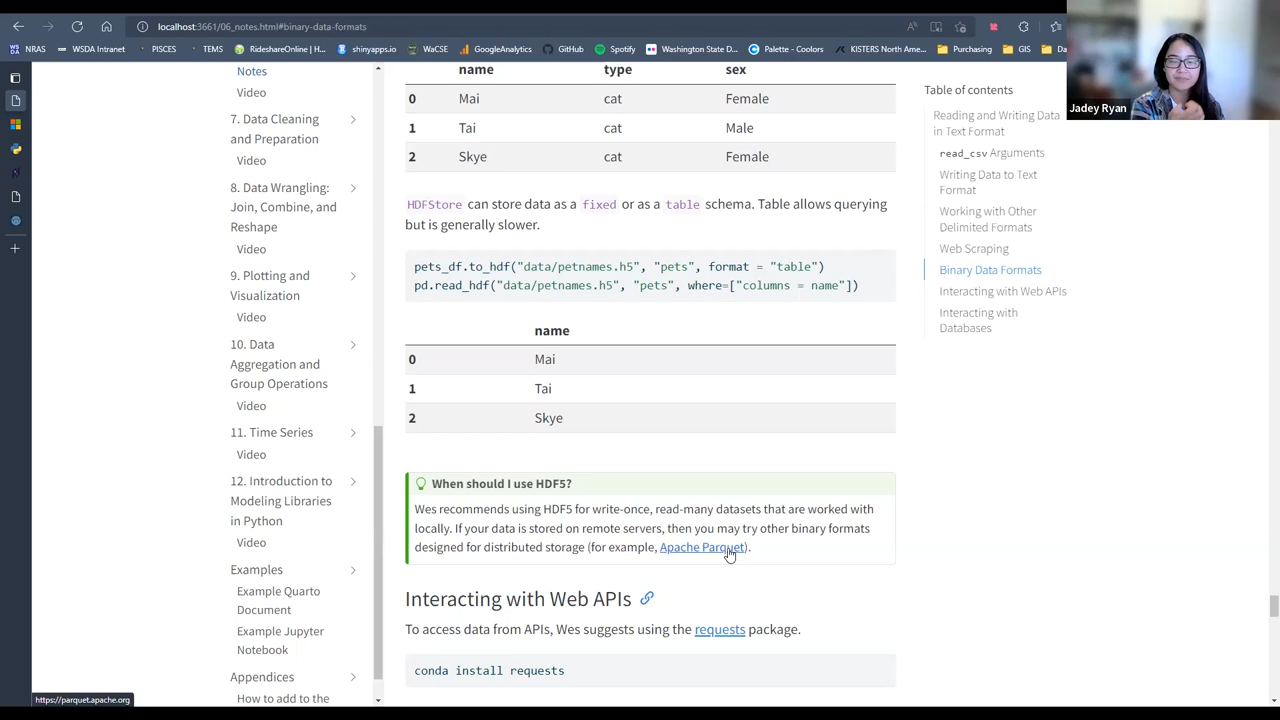 localhost:3661/06_notes.html#binary-data-formats
NRAS WSDA Intranet PISCES TEMS RideshareOnline | H... shinyapps.io WaCSE GoogleAnalytics GitHub Spotify Washington State D... Palette - Coolors KISTERS North Ame... Purchasing GIS Da
Jadey Ryan
Notes
Video
7. Data Cleaning
and Preparation
Video
8. Data Wrangling:
Join, Combine, and
Reshape
Video
9. Plotting and
Visualization
Video
10. Data
Aggregation and
Group Operations
Video
11. Time Series
Video
12. Introduction to
Modeling Libraries
in Python
Video
Examples
Example Quarto
Document
Example Jupyter
Notebook
Appendices
How to add to the
https://parquet.apache.org
name type sex
0 Mai cat Female
1 Tai cat Male
2 Skye cat Female
HDFStore can store data as a fixed or as a table schema. Table allows querying
but is generally slower.
pets_df.to_hdf("data/petnames.h5", "pets", format = "table")
pd.read_hdf("data/petnames.h5", "pets", where=["columns = name"])
name
0 Mai
1 Tai
2 Skye
When should I use HDF5?
Wes recommends using HDF5 for write-once, read-many datasets that are worked with
locally. If your data is stored on remote servers, then you may try other binary formats
designed for distributed storage (for example, Apache Parquet).
Interacting with Web APIs
To access data from APIs, Wes suggests using the requests package.
conda install requests
Table of contents
Reading and Writing Data
in Text Format
read_csv Arguments
Writing Data to Text
Format
Working with Other
Delimited Formats
Web Scraping
Binary Data Formats
Interacting with Web APIs
Interacting with
Databases